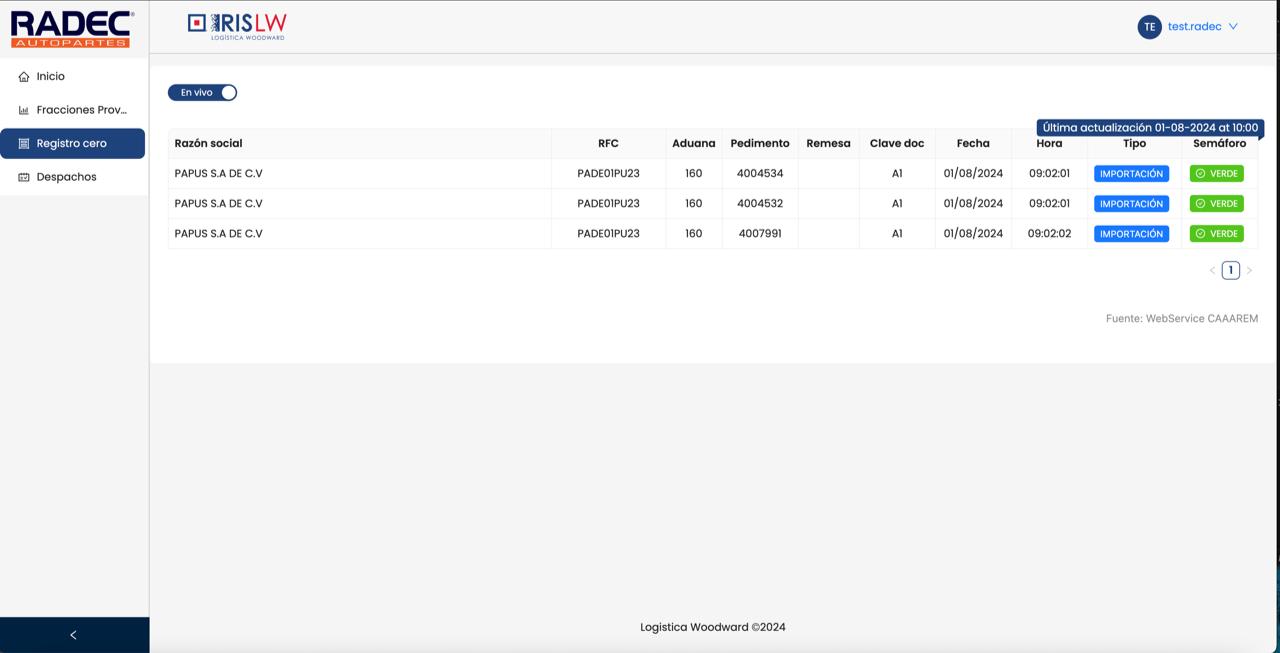 RADEC
AUTOPARTES
IRISLW
LOGÍSTICA WOODWARD
TE test.radec
Inicio
Fracciones Prov...
Registro cero
Despachos
En vivo
Última actualización 01-08-2024 at 10:00
Razón social RFC Aduana Pedimento Remesa Clave doc Fecha Hora Tipo Semáforo
PAPUS S.A DE C.V PADE01PU23 160 4004534 A1 01/08/2024 09:02:01 IMPORTACIÓN VERDE
PAPUS S.A DE C.V PADE01PU23 160 4004532 A1 01/08/2024 09:02:01 IMPORTACIÓN VERDE
PAPUS S.A DE C.V PADE01PU23 160 4007991 A1 01/08/2024 09:02:02 IMPORTACIÓN VERDE
< 1 >
Fuente: WebService CAAAREM
Logistica Woodward ©2024